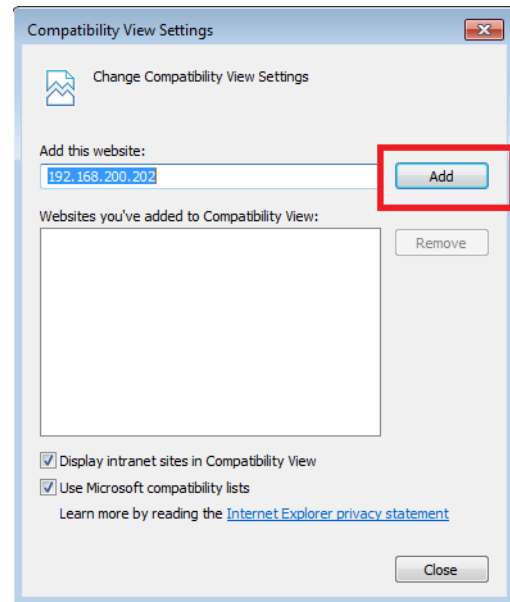 Compatibility View Settings
Change Compatibility View Settings
Add this website:
192.168.200.202
Add
Websites you've added to Compatibility View:
Remove
Display intranet sites in Compatibility View
Use Microsoft compatibility lists
Learn more by reading the Internet Explorer privacy statement
Close